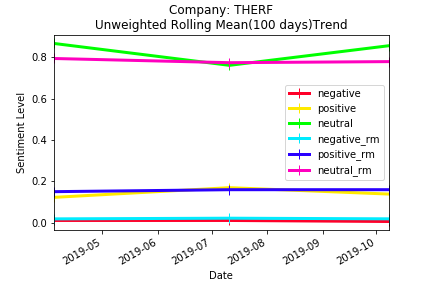 Company: THERF
Unweighted Rolling Mean(100 days)Trend
Sentiment Level
0.8
0.6
0.4
0.2
0.0
negative
positive
neutral
negative_rm
positive_rm
neutral_rm
2019-05
2019-06
2019-07
2019-08
2019-09
2019-10
Date